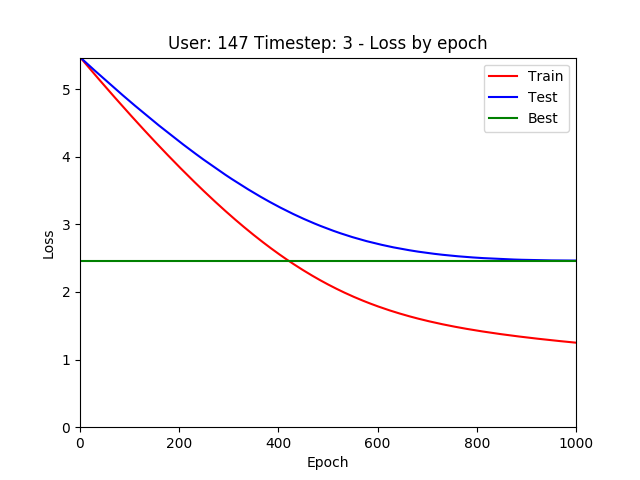 User: 147 Timestep: 3 - Loss by epoch
Train
Test
Best
5
4
3
2
1
0
Loss
0 200 400 600 800 1000
Epoch